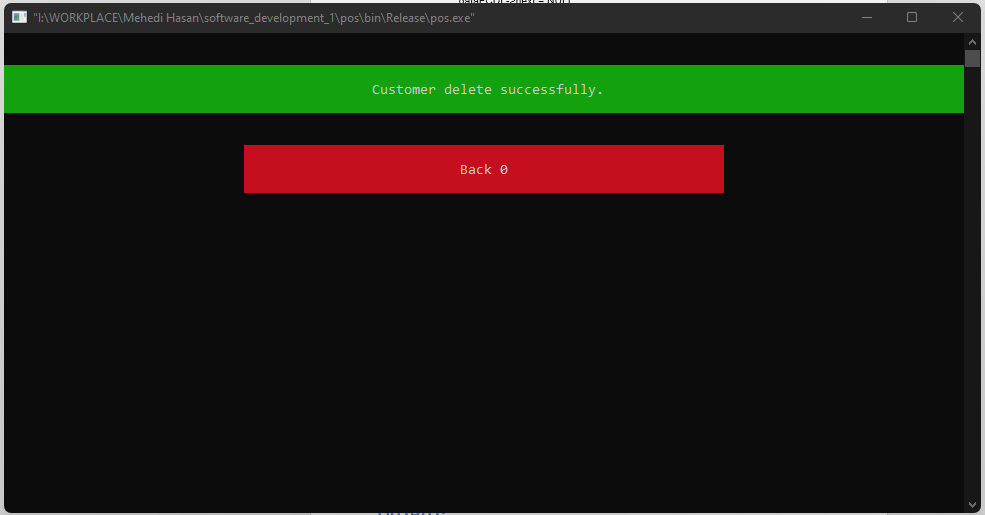 "I:\WORKPLACE\Mehedi Hasan\software_development_1\pos\bin\Release\pos.exe"
Customer delete successfully.
Back 0